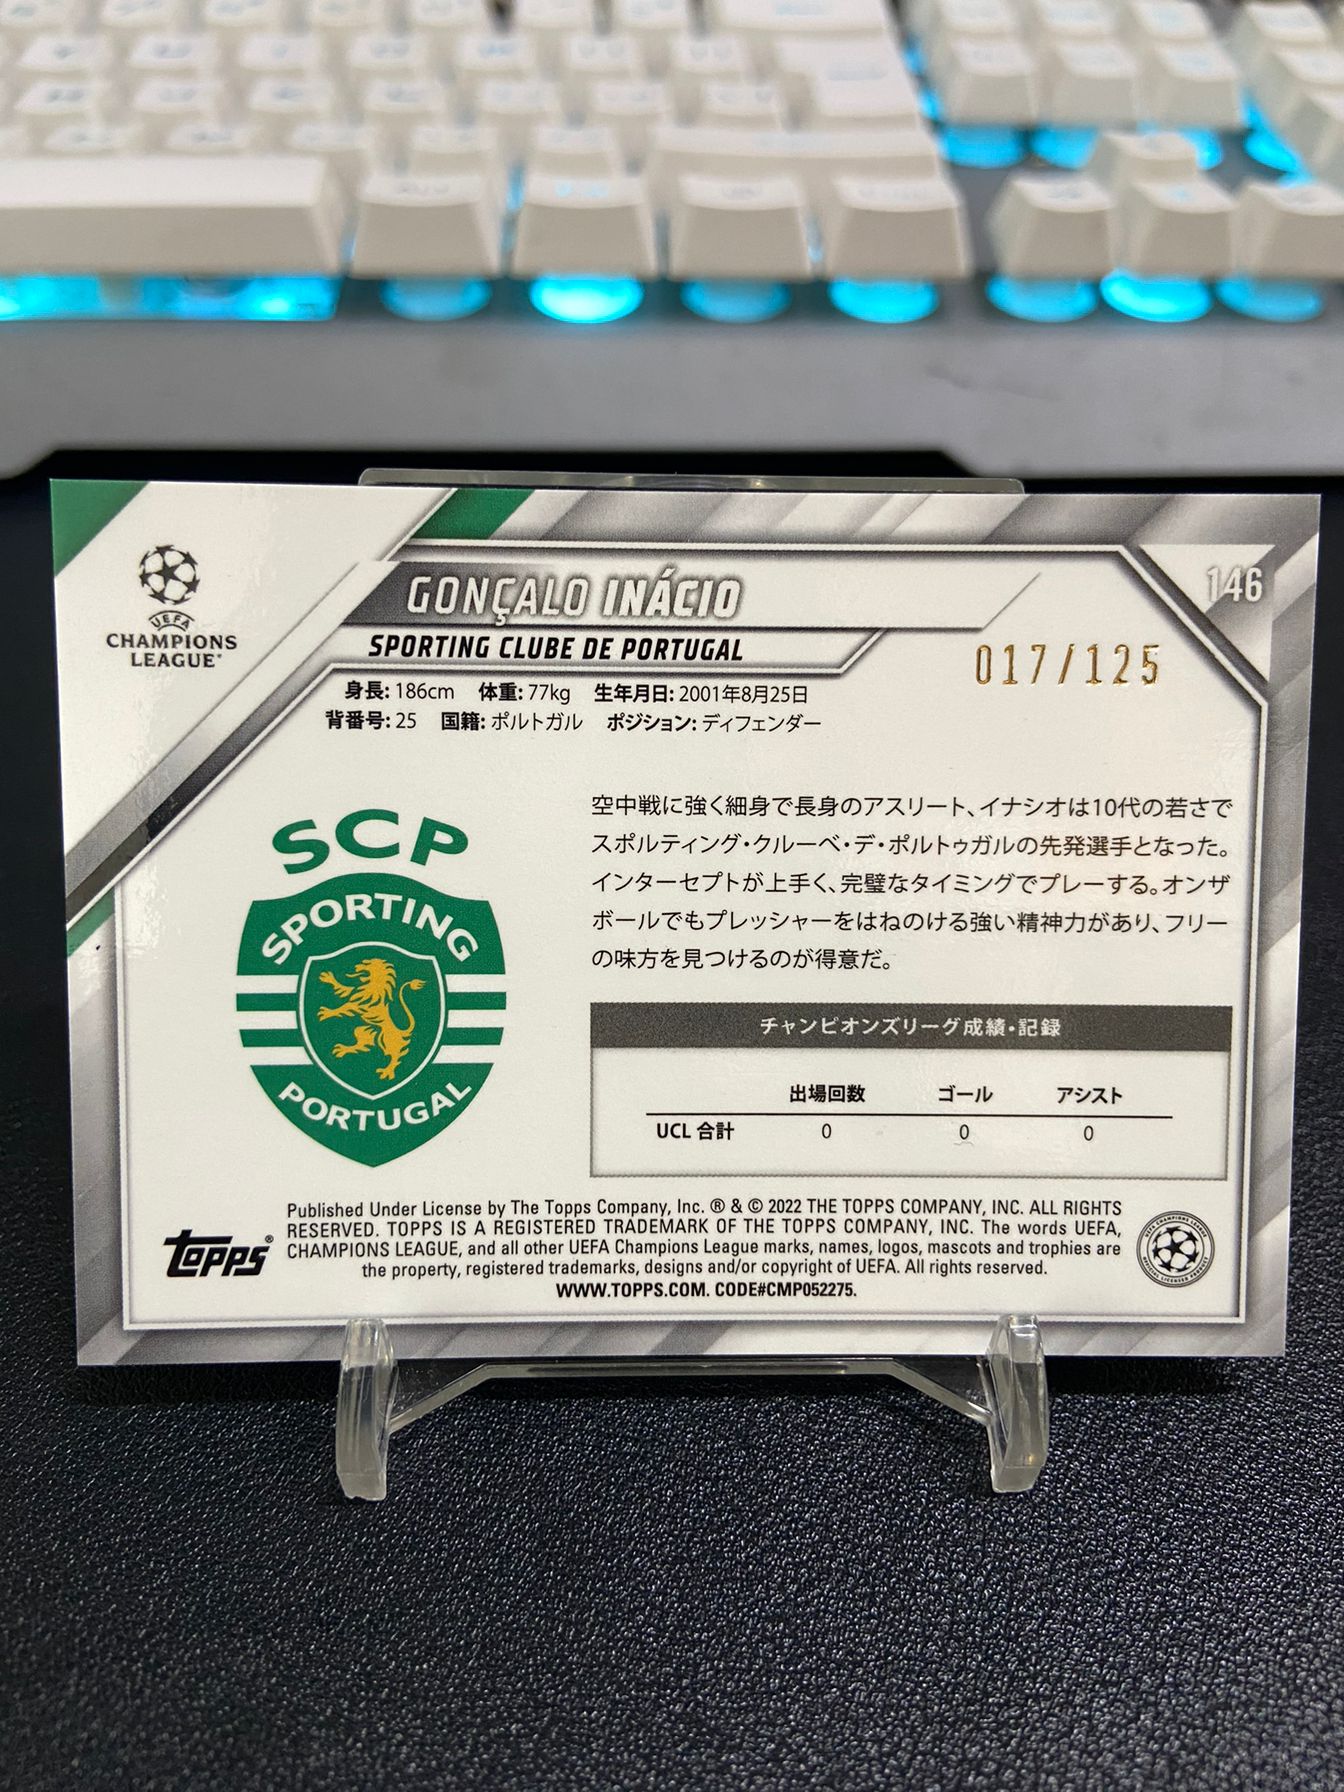 UEFA
CHAMPIONS
LEAGUE
GONÇALO INÁCIO
146
SPORTING CLUBE DE PORTUGAL
017/125
身長: 186cm 体重: 77kg 生年月日: 2001年8月25日
背番号: 25 国籍: ポルトガル ポジション: ディフェンダー
空中戦に強く細身で長身のアスリート、イナシオは10代の若さで
スポルティング・クルーベ・デ・ポルトゥガルの先発選手となった。
インターセプトが上手く、完璧なタイミングでプレーする。オンザ
ボールでもプレッシャーをはねのける強い精神力があり、フリー
の味方を見つけるのが得意だ。
SCP
SPORTING
PORTUGAL
チャンピオンズリーグ成績・記録
出場回数 ゴール アシスト
UCL 合計 0 0 0
Published Under License by The Topps Company, Inc. ® & © 2022 THE TOPPS COMPANY, INC. ALL RIGHTS
RESERVED. TOPPS IS A REGISTERED TRADEMARK OF THE TOPPS COMPANY, INC. The words UEFA,
CHAMPIONS LEAGUE, and all other UEFA Champions League marks, names, logos, mascots and trophies are
the property, registered trademarks, designs and/or copyright of UEFA. All rights reserved.
WWW.TOPPS.COM. CODE#CMP052275.
Topps®
UEFA CHAMPIONS LEAGUE
OFFICIAL LICENSED PRODUCT